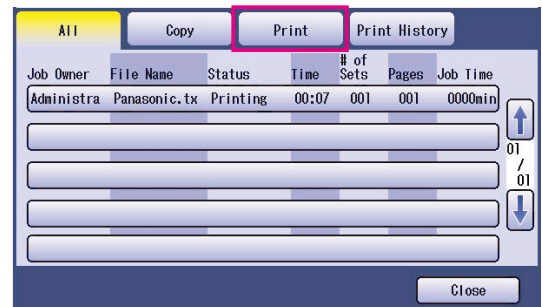 All Copy Print Print History
Job Owner File Name Status Time # of Sets Pages Job Time
Administra Panasonic.tx Printing 00:07 001 001 0000min
01
/
01
Close